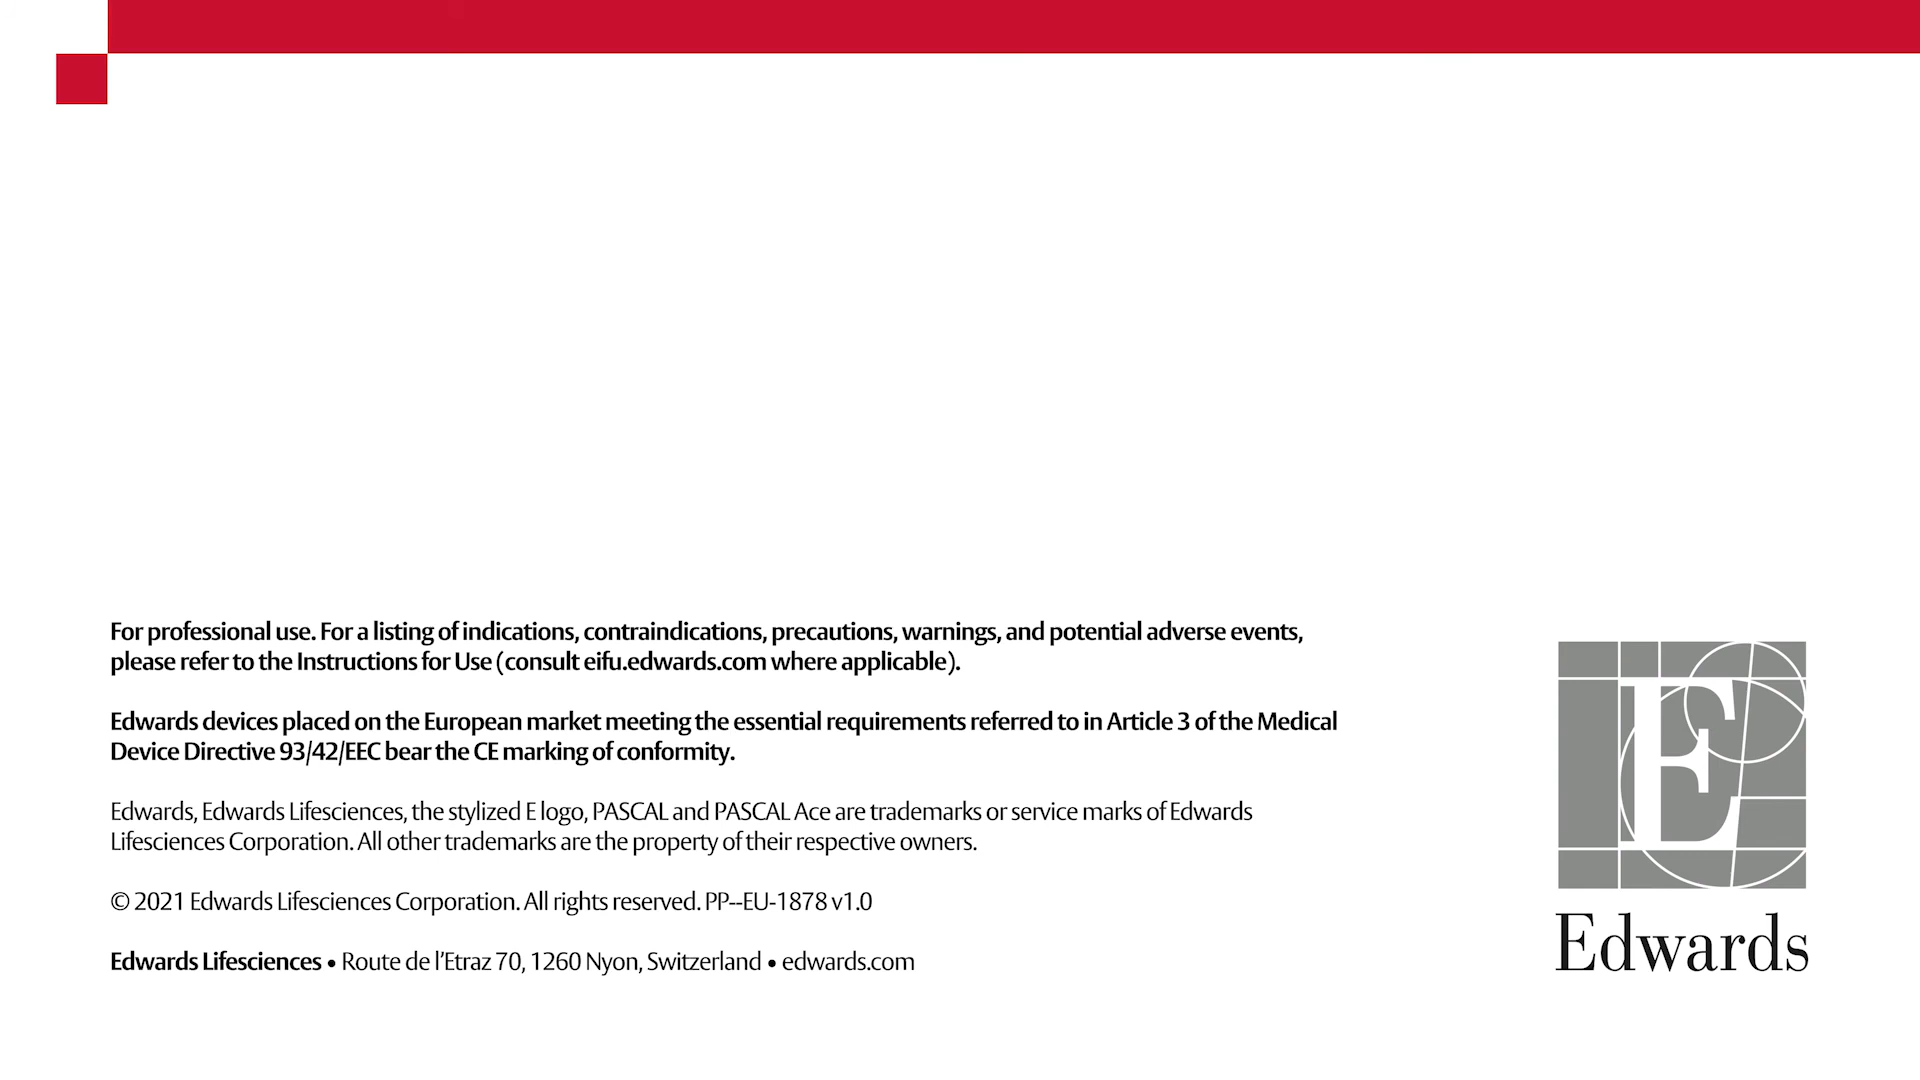 For professional use. For a listing of indications, contraindications, precautions, warnings, and potential adverse events,
please refer to the Instructions for Use (consult eifu.edwards.com where applicable).
Edwards devices placed on the European market meeting the essential requirements referred to in Article 3 of the Medical
Device Directive 93/42/EEC bear the CE marking of conformity.
Edwards, Edwards Lifesciences, the stylized E logo, PASCAL and PASCAL Ace are trademarks or service marks of Edwards
Lifesciences Corporation. All other trademarks are the property of their respective owners.
© 2021 Edwards Lifesciences Corporation. All rights reserved. PP--EU-1878 v1.0
Edwards Lifesciences • Route de l’Etraz 70, 1260 Nyon, Switzerland • edwards.com
E
Edwards